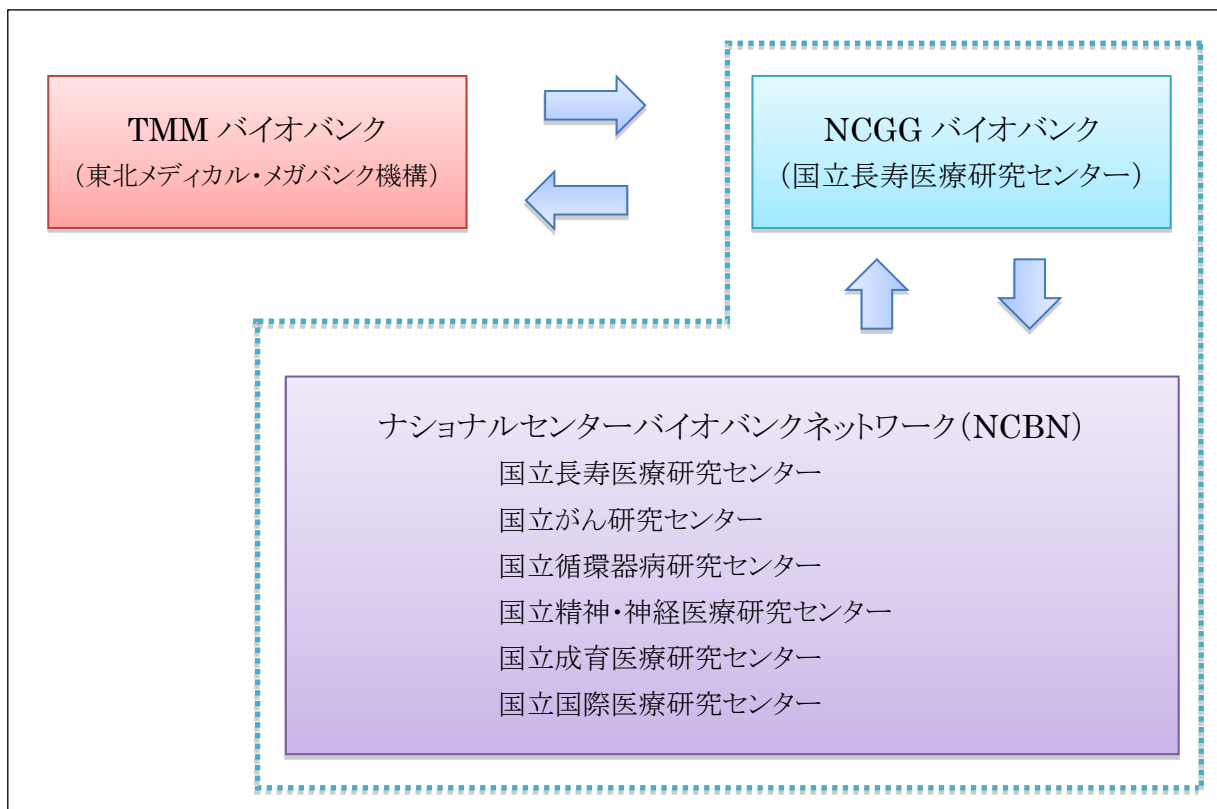 TMM バイオバンク
（東北メディカル・メガバンク機構）
NCGG バイオバンク
（国立長寿医療研究センター）
ナショナルセンターバイオバンクネットワーク（NCBN）
国立長寿医療研究センター
国立がん研究センター
国立循環器病研究センター
国立精神・神経医療研究センター
国立成育医療研究センター
国立国際医療研究センター